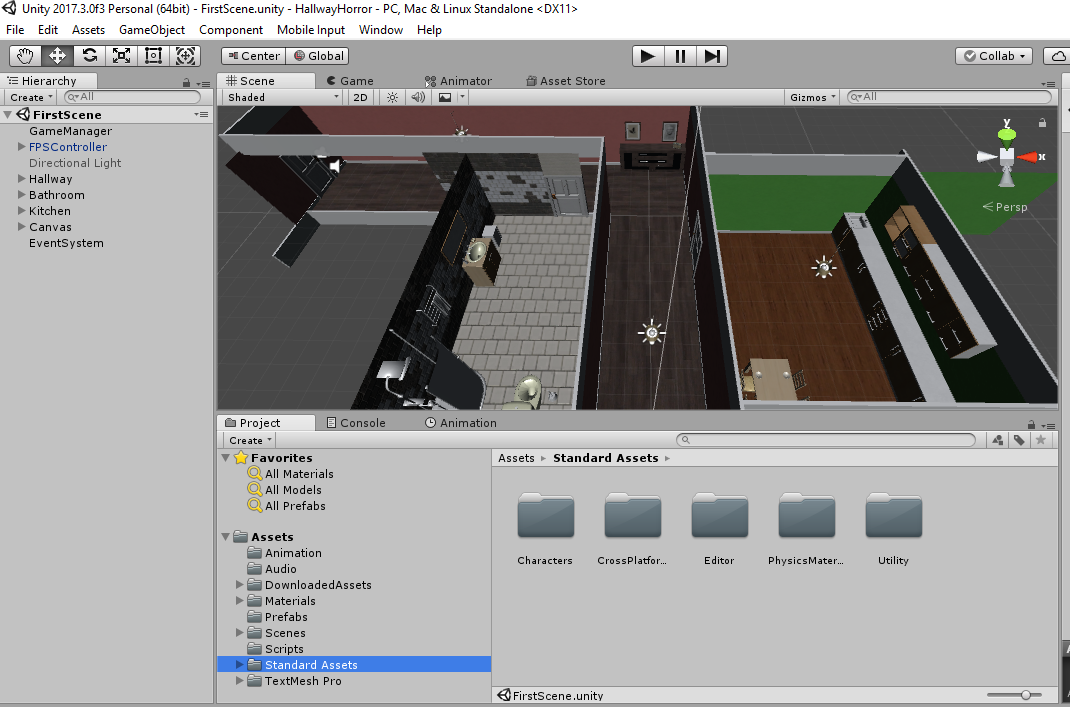 Unity 2017.3.0f3 Personal (64bit) - FirstScene.unity - HallwayHorror - PC, Mac & Linux Standalone <DX11>
File Edit Assets GameObject Component Mobile Input Window Help
Center Global Collab
Hierarchy
Create All
FirstScene
GameManager
FPSController
Directional Light
Hallway
Bathroom
Kitchen
Canvas
EventSystem
Scene Game Animator Asset Store
Shaded 2D Gizmos All
y
x
Persp
Project Console Animation
Create
Favorites
All Materials
All Models
All Prefabs
Assets
Animation
Audio
DownloadedAssets
Materials
Prefabs
Scenes
Scripts
Standard Assets
TextMesh Pro
Assets Standard Assets
Characters CrossPlatfor... Editor PhysicsMater... Utility
FirstScene.unity